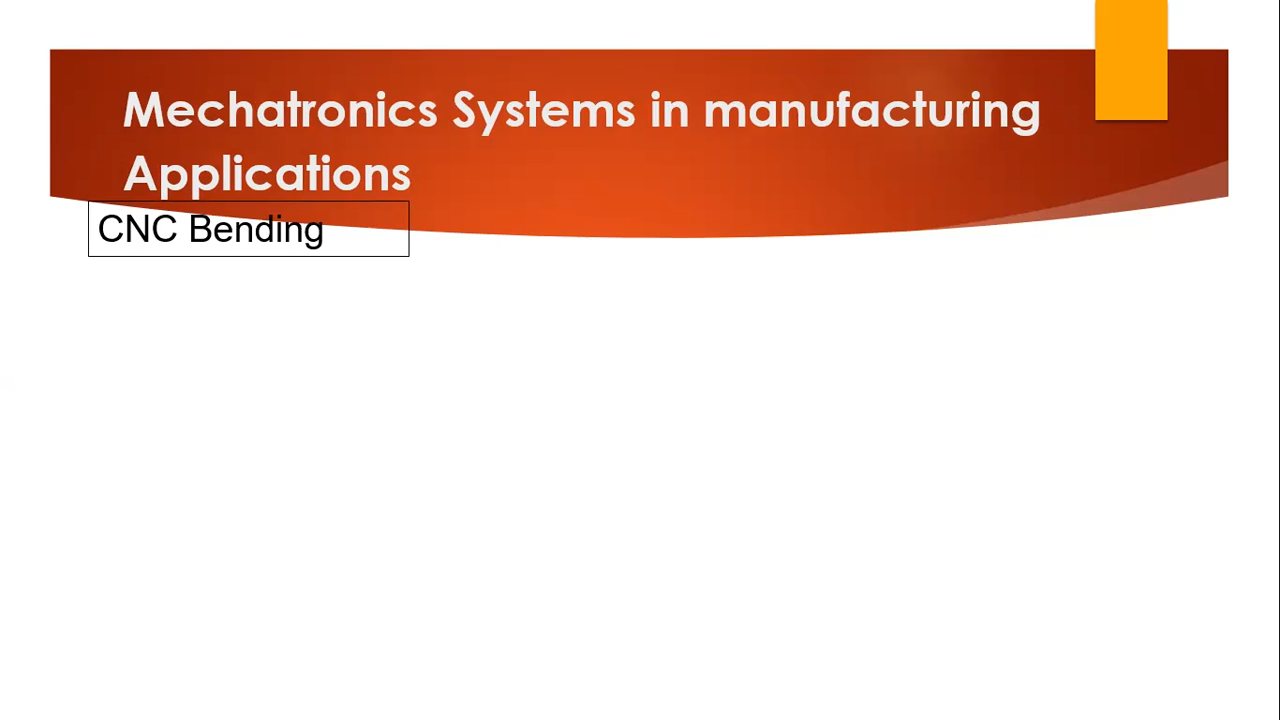 Mechatronics Systems in manufacturing
Applications
CNC Bending